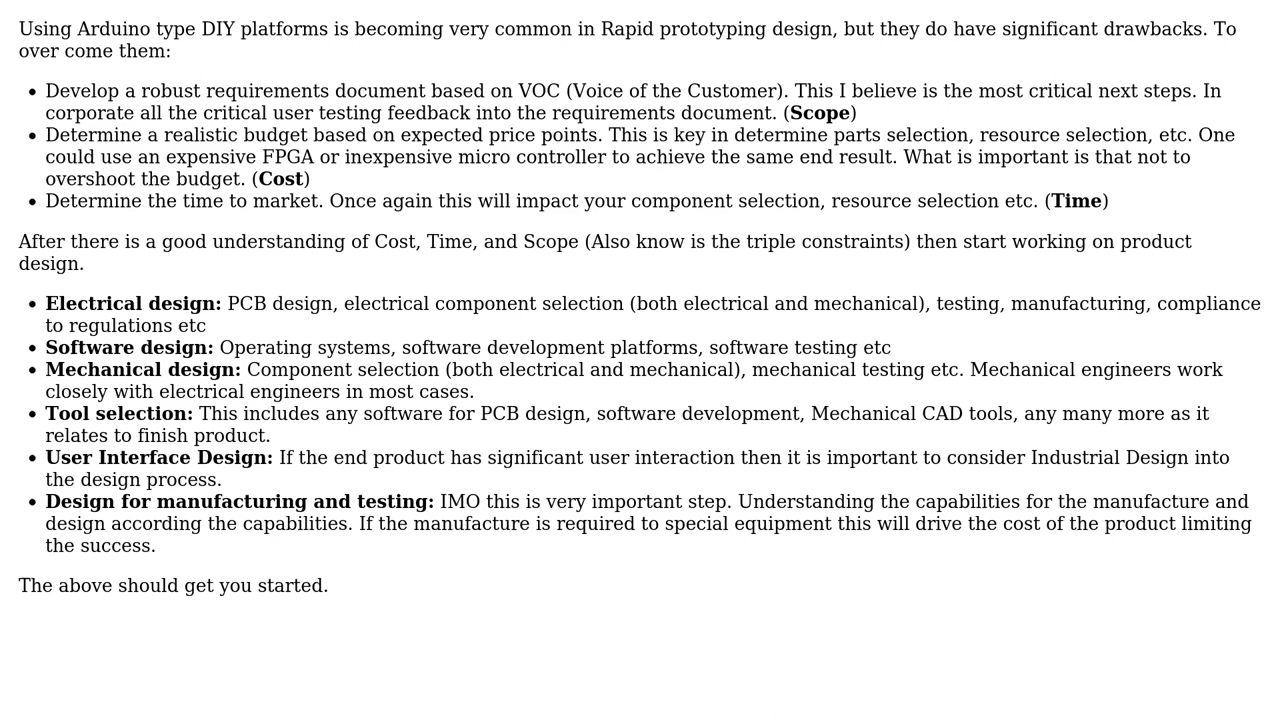 Using Arduino type DIY platforms is becoming very common in Rapid prototyping design, but they do have significant drawbacks. To
over come them:
• Develop a robust requirements document based on VOC (Voice of the Customer). This I believe is the most critical next steps. In
corporate all the critical user testing feedback into the requirements document. (Scope)
• Determine a realistic budget based on expected price points. This is key in determine parts selection, resource selection, etc. One
could use an expensive FPGA or inexpensive micro controller to achieve the same end result. What is important is that not to
overshoot the budget. (Cost)
• Determine the time to market. Once again this will impact your component selection, resource selection etc. (Time)
After there is a good understanding of Cost, Time, and Scope (Also know is the triple constraints) then start working on product
design.
• Electrical design: PCB design, electrical component selection (both electrical and mechanical), testing, manufacturing, compliance
to regulations etc
• Software design: Operating systems, software development platforms, software testing etc
• Mechanical design: Component selection (both electrical and mechanical), mechanical testing etc. Mechanical engineers work
closely with electrical engineers in most cases.
• Tool selection: This includes any software for PCB design, software development, Mechanical CAD tools, any many more as it
relates to finish product.
• User Interface Design: If the end product has significant user interaction then it is important to consider Industrial Design into
the design process.
• Design for manufacturing and testing: IMO this is very important step. Understanding the capabilities for the manufacture and
design according the capabilities. If the manufacture is required to special equipment this will drive the cost of the product limiting
the success.
The above should get you started.